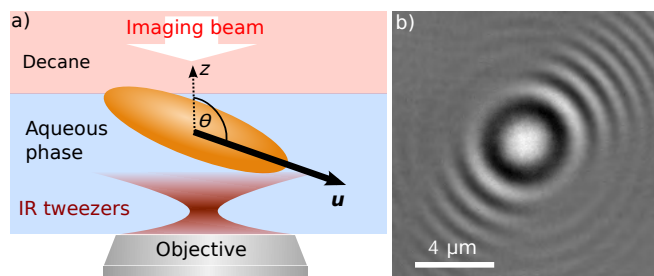 a)
Imaging beam
Decane
z
θ
Aqueous
phase
u
IR tweezers
Objective
b)
4 μm